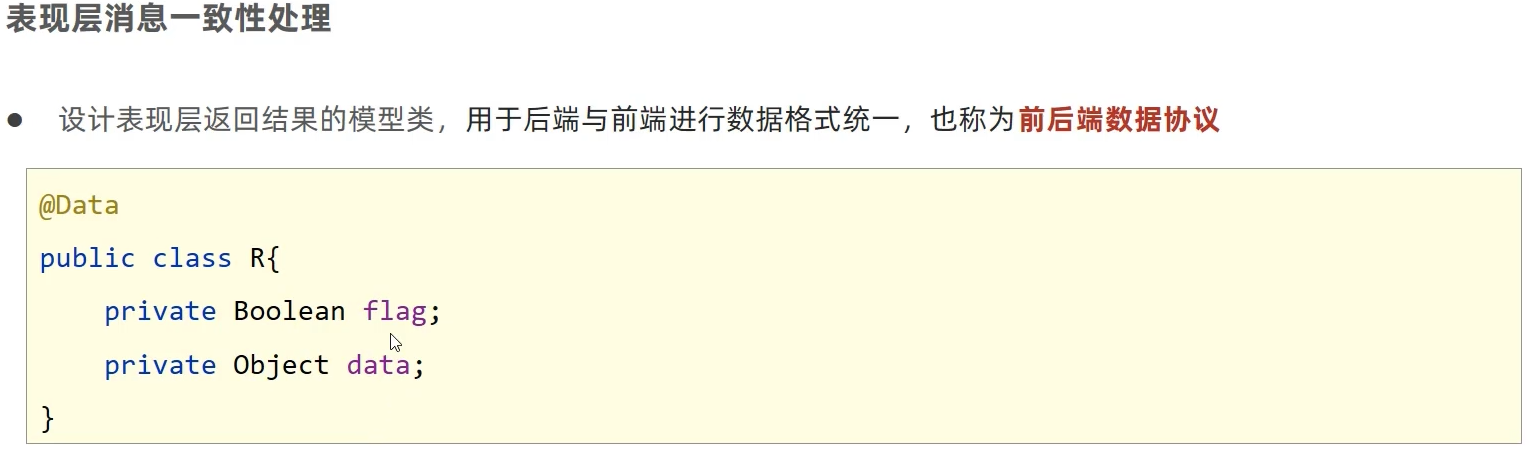 表现层消息一致性处理
● 设计表现层返回结果的模型类，用于后端与前端进行数据格式统一，也称为前后端数据协议
@Data
public class R{
    private Boolean flag;
    private Object data;
}